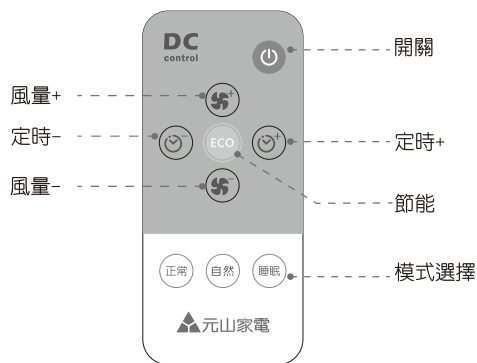 DC
control
開關
風量+
定時-
ECO
定時+
風量-
節能
正常
自然
睡眠
模式選擇
元山家電